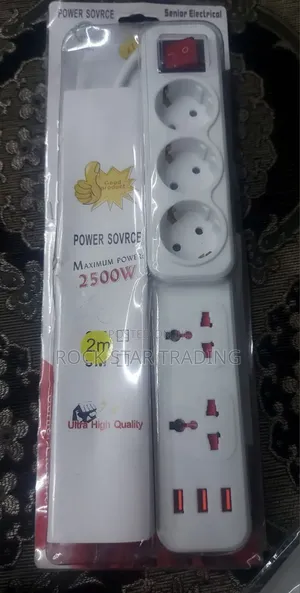 POWER SOVRCE
Senior Electrical
POWER SOVRCE
MAXIMUM POWER
2500W
2m
ROCK STAR TRADING
Ultra High Quality